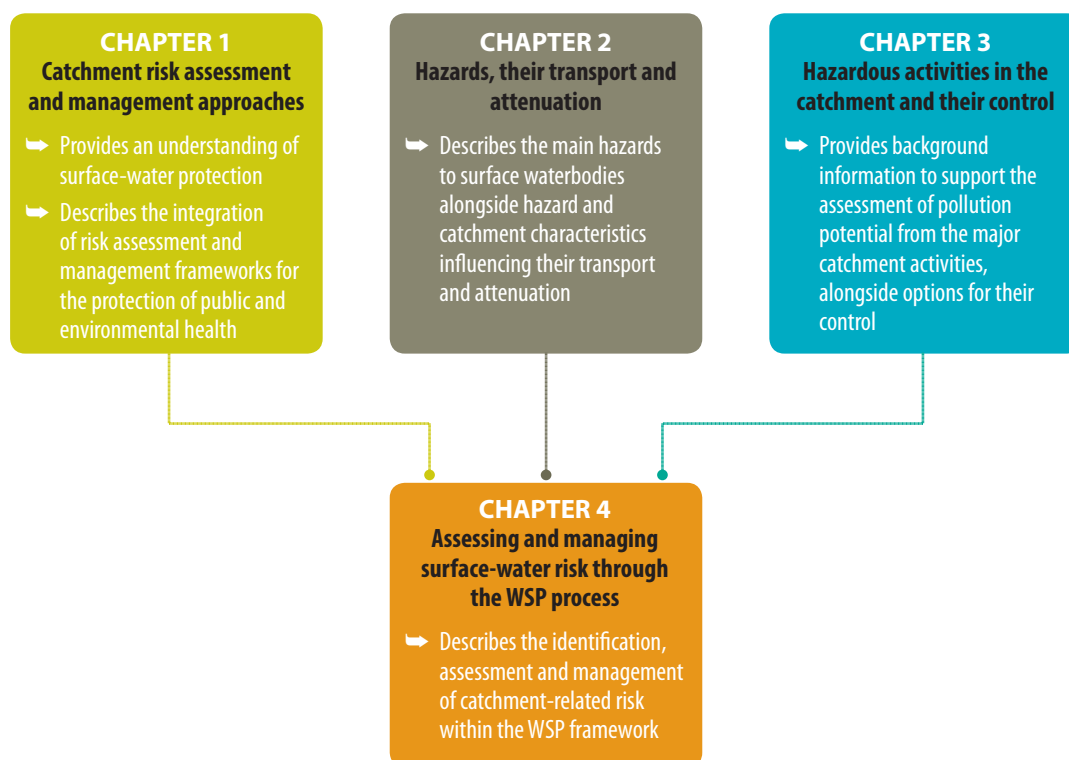 CHAPTER 1
Catchment risk assessment
and management approaches
➥ Provides an understanding of
surface-water protection
➥ Describes the integration
of risk assessment and
management frameworks for
the protection of public and
environmental health
CHAPTER 2
Hazards, their transport and
attenuation
➥ Describes the main hazards
to surface waterbodies
alongside hazard and
catchment characteristics
influencing their transport
and attenuation
CHAPTER 3
Hazardous activities in the
catchment and their control
➥ Provides background
information to support the
assessment of pollution
potential from the major
catchment activities,
alongside options for their
control
CHAPTER 4
Assessing and managing
surface-water risk through
the WSP process
➥ Describes the identification,
assessment and management
of catchment-related risk
within the WSP framework